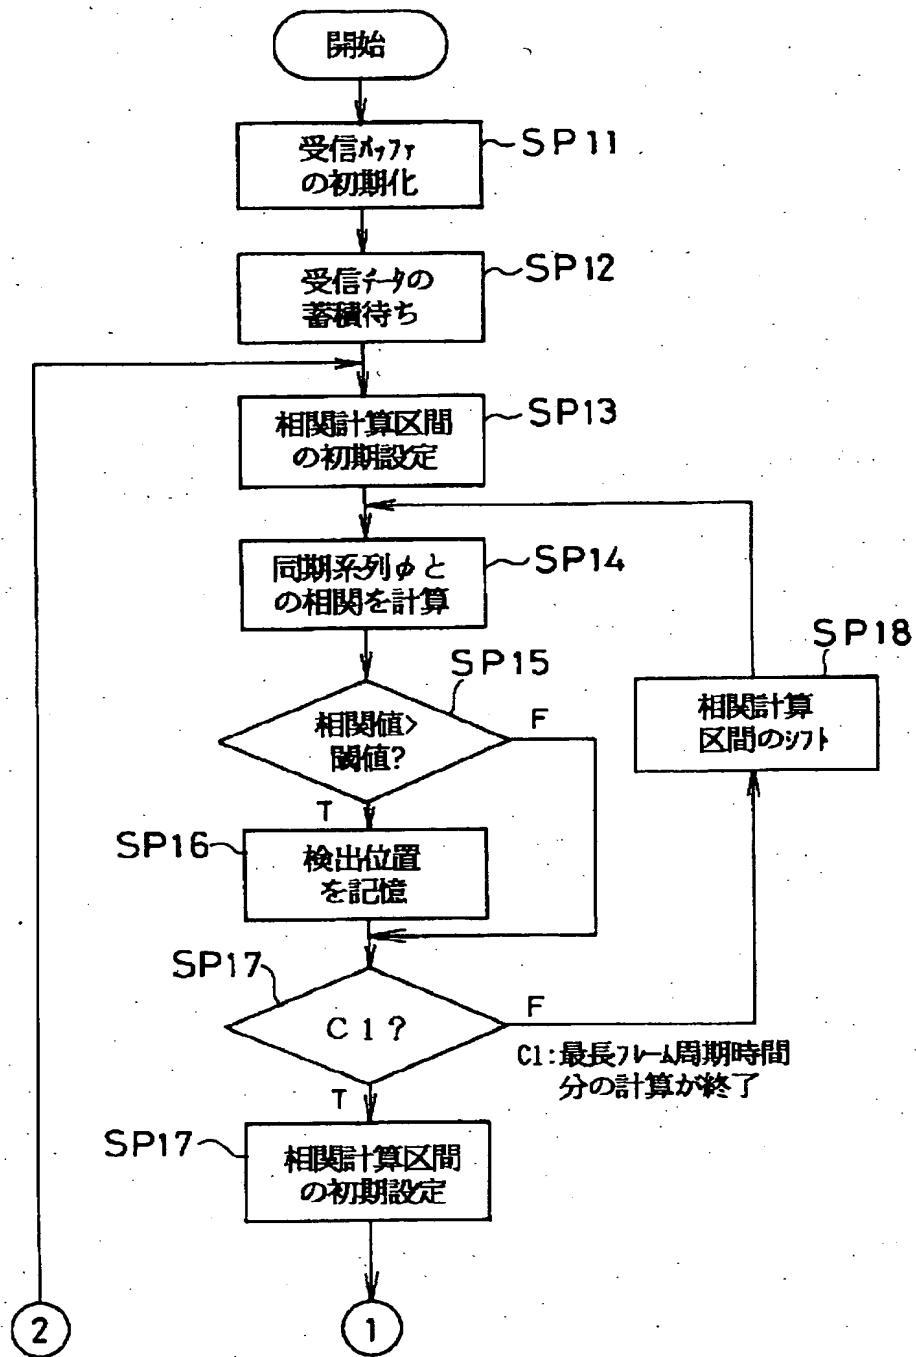 開始
受信ﾊﾞｯﾌｧ
の初期化
SP11
受信ﾃﾞｰﾀの
蓄積待ち
SP12
相関計算区間
の初期設定
SP13
同期系列φと
の相関を計算
SP14
相関値>
閾値?
SP15
F
T
SP18
相関計算
区間のｼﾌﾄ
SP16
検出位置
を記憶
SP17
C1?
F
T
C1:最長ﾌﾚｰﾑ周期時間
分の計算が終了
SP17
相関計算区間
の初期設定
2
1